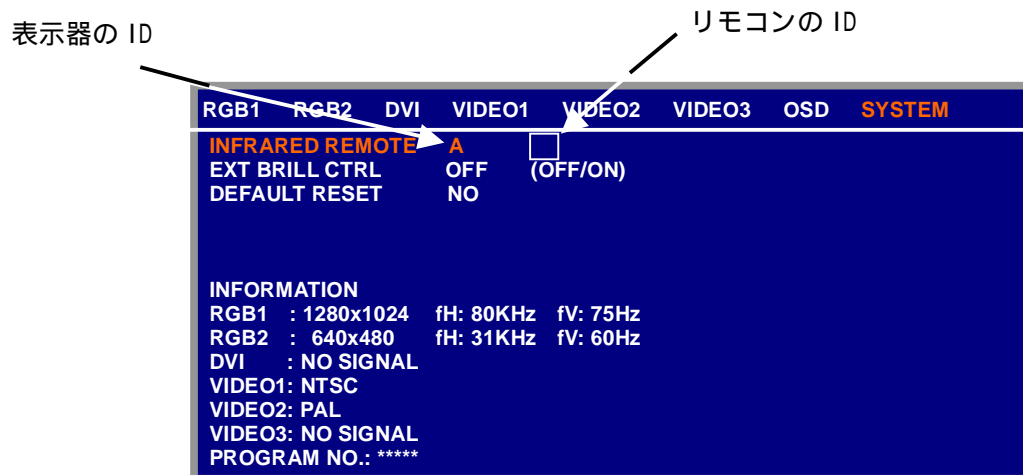 表示器の ID
リモコンの ID
RGB1 RGB2 DVI VIDEO1 VIDEO2 VIDEO3 OSD SYSTEM
INFRARED REMOTE A
EXT BRILL CTRL OFF (OFF/ON)
DEFAULT RESET NO
INFORMATION
RGB1 : 1280x1024 fH: 80KHz fV: 75Hz
RGB2 : 640x480 fH: 31KHz fV: 60Hz
DVI : NO SIGNAL
VIDEO1: NTSC
VIDEO2: PAL
VIDEO3: NO SIGNAL
PROGRAM NO.: *****